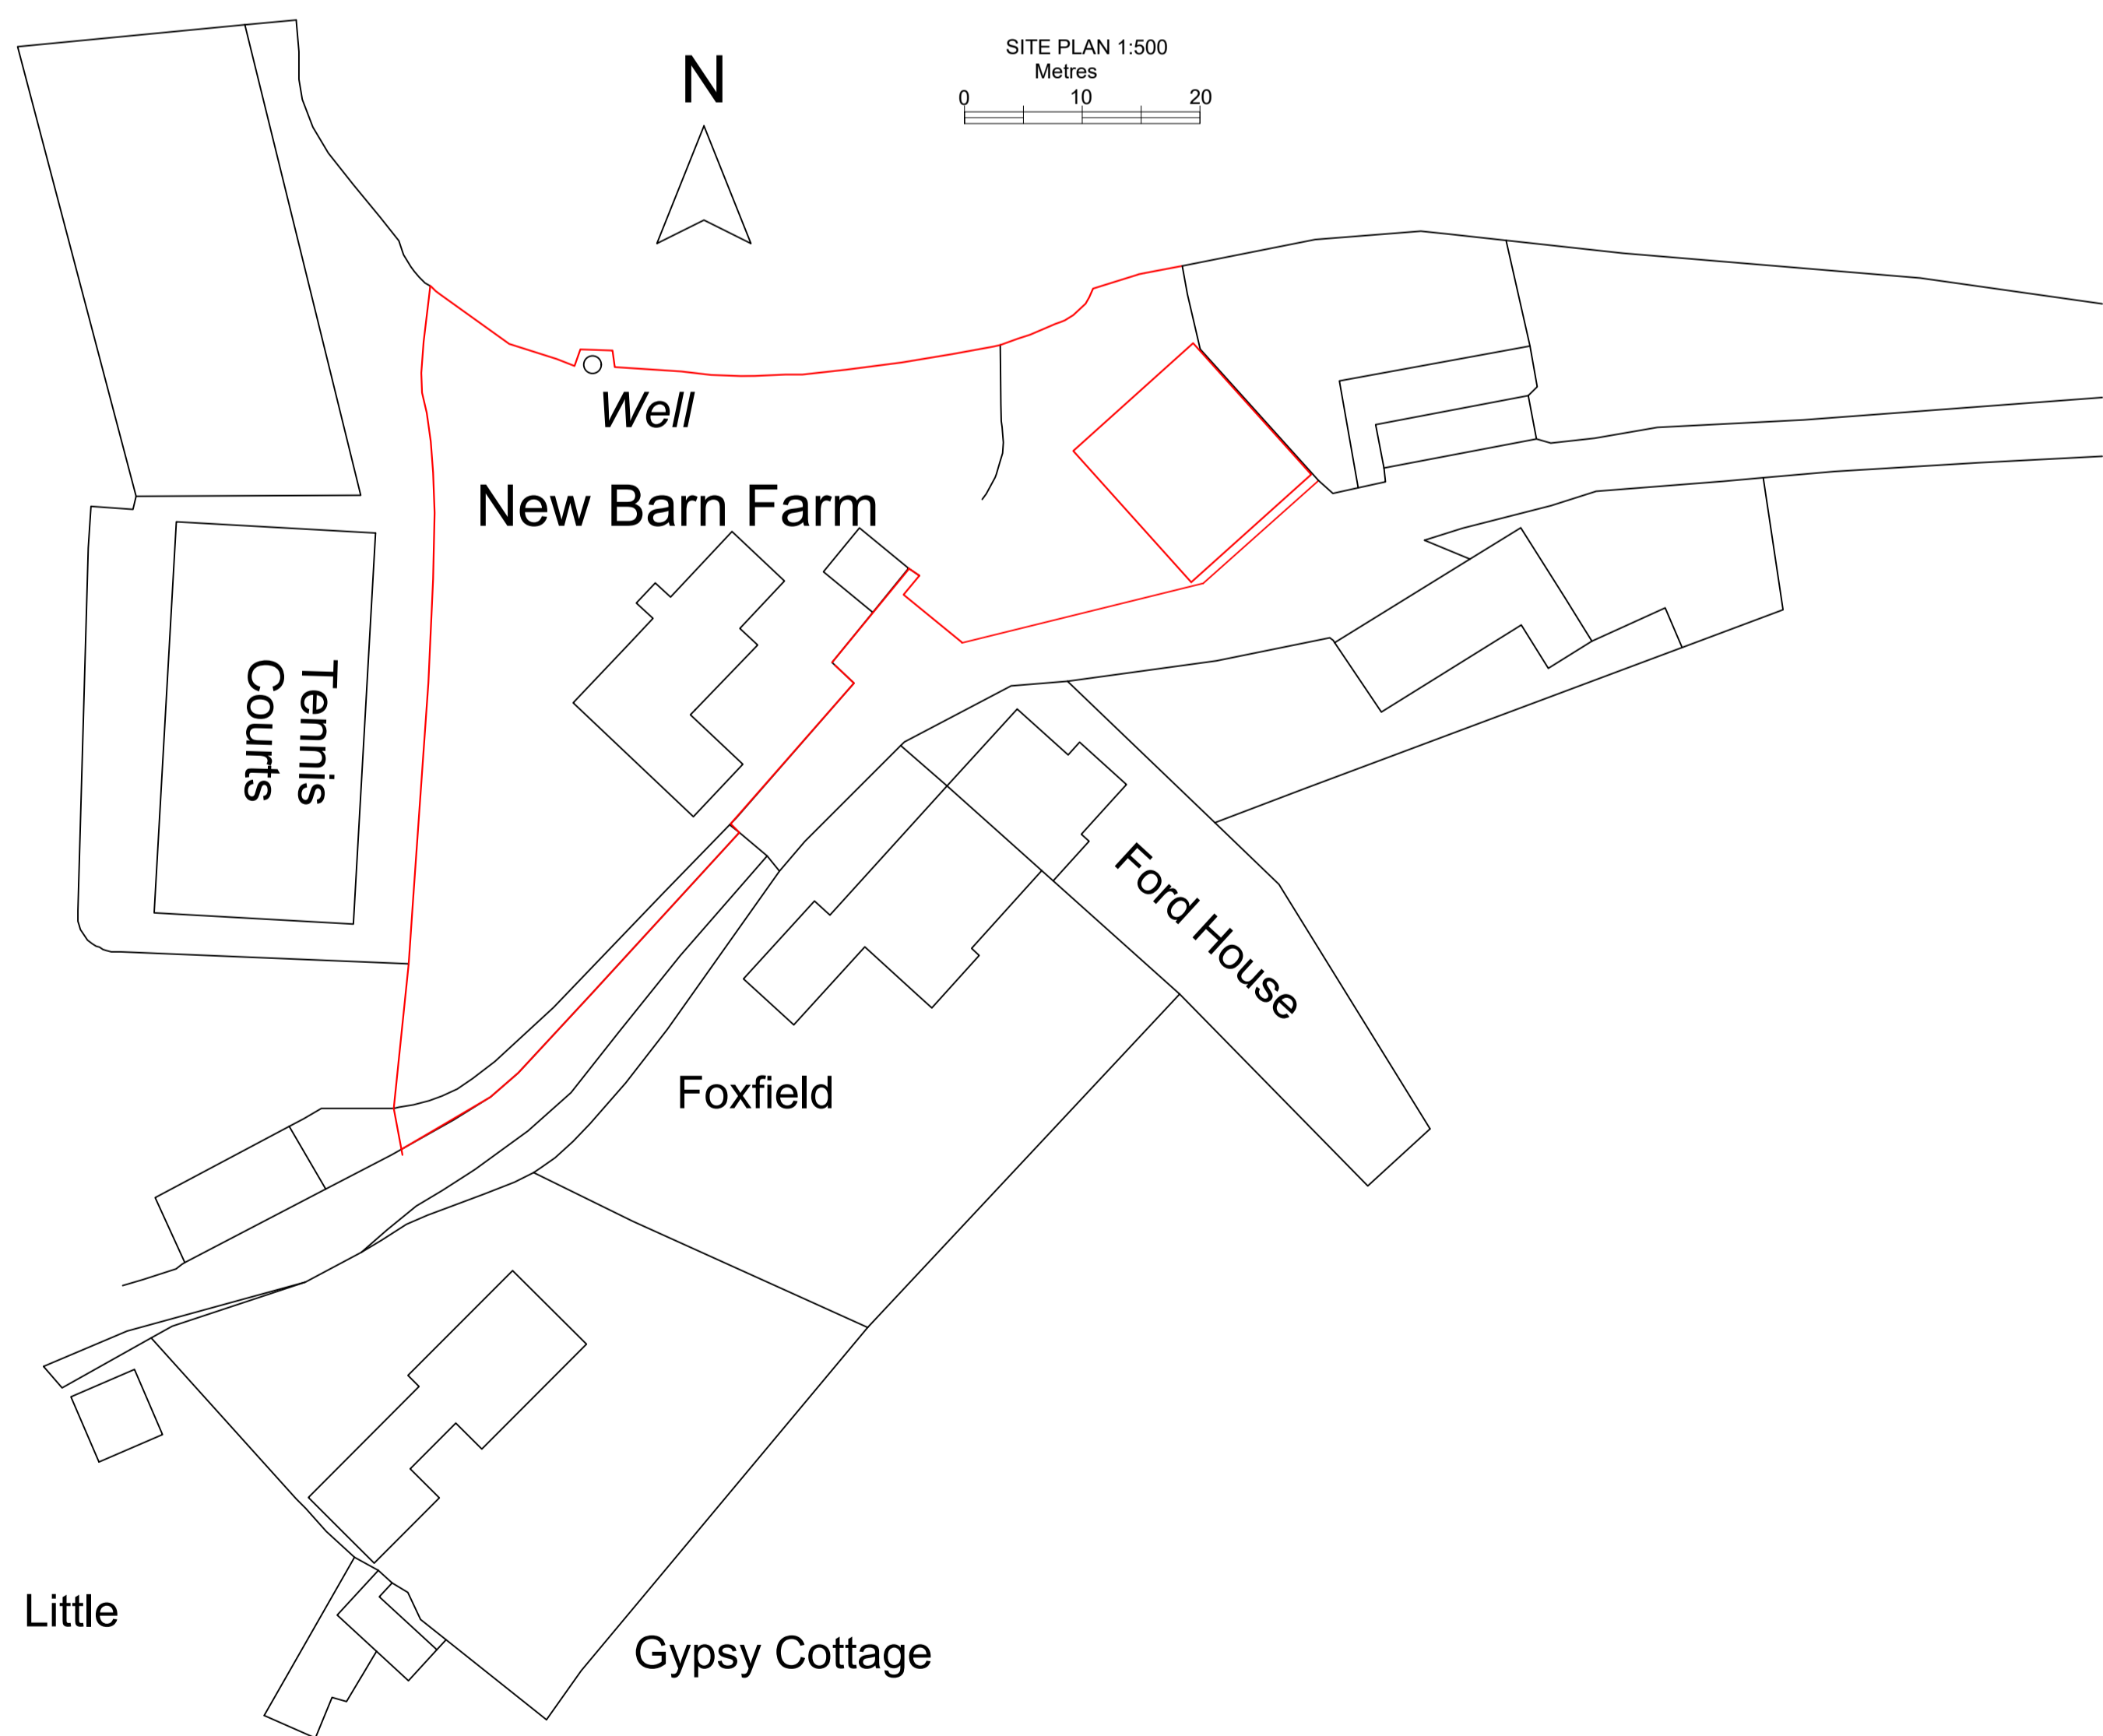 SITE PLAN 1:500
Metres
0 10 20
N
Well
New Barn Farm
Tennis
Courts
Ford House
Foxfield
Little
Gypsy Cottage